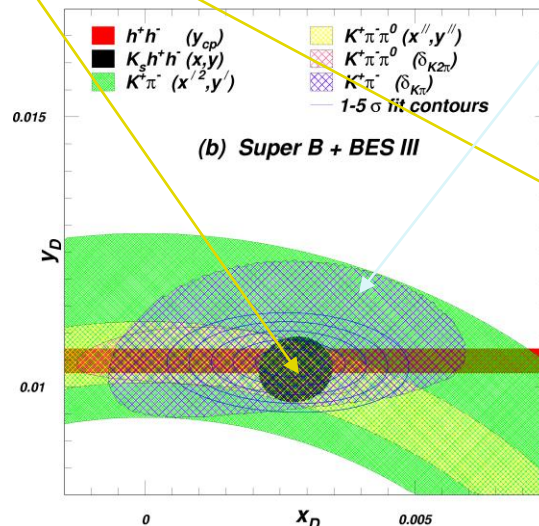 h⁺h⁻ (y_cp) K⁺π⁻π⁰ (x″,y″)
K_s h⁺h⁻ (x,y) K⁺π⁻π⁰ (δ_K2π)
K⁺π⁻ (x′²,y′) K⁺π⁻ (δ_Kπ)
1-5 σ fit contours
0.015
(b) Super B + BES III
y_D
0.01
0 0.005
x_D